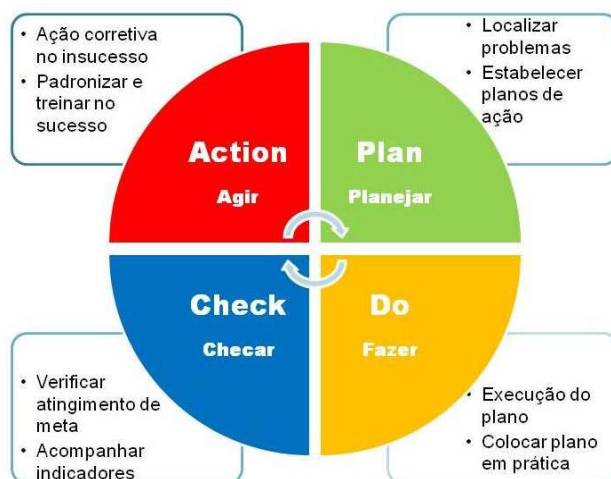 • Ação corretiva
no insucesso
• Padronizar e
treinar no
sucesso
• Localizar
problemas
• Estabelecer
planos de
ação
Action
Agir
Plan
Planejar
Check
Checar
Do
Fazer
• Verificar
atingimento de
meta
• Acompanhar
indicadores
• Execução do
plano
• Colocar plano
em prática